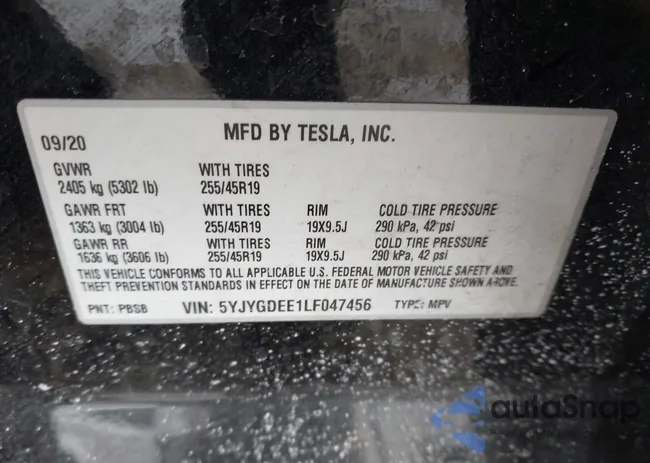 09/20 MFD BY TESLA, INC.
GVWR WITH TIRES
2405 kg (5302 lb) 255/45R19
GAWR FRT WITH TIRES RIM COLD TIRE PRESSURE
1363 kg (3004 lb) 255/45R19 19X9.5J 290 kPa, 42 psi
GAWR RR WITH TIRES RIM COLD TIRE PRESSURE
1636 kg (3606 lb) 255/45R19 19X9.5J 290 kPa, 42 psi
THIS VEHICLE CONFORMS TO ALL APPLICABLE U.S. FEDERAL MOTOR VEHICLE SAFETY AND
THEFT PREVENTION STANDARDS IN EFFECT ON THE DATE OF MANUFACTURE SHOWN ABOVE.
PNT: PBSB VIN: 5YJYGDEE1LF047456 TYPE: MPV
autoSnap